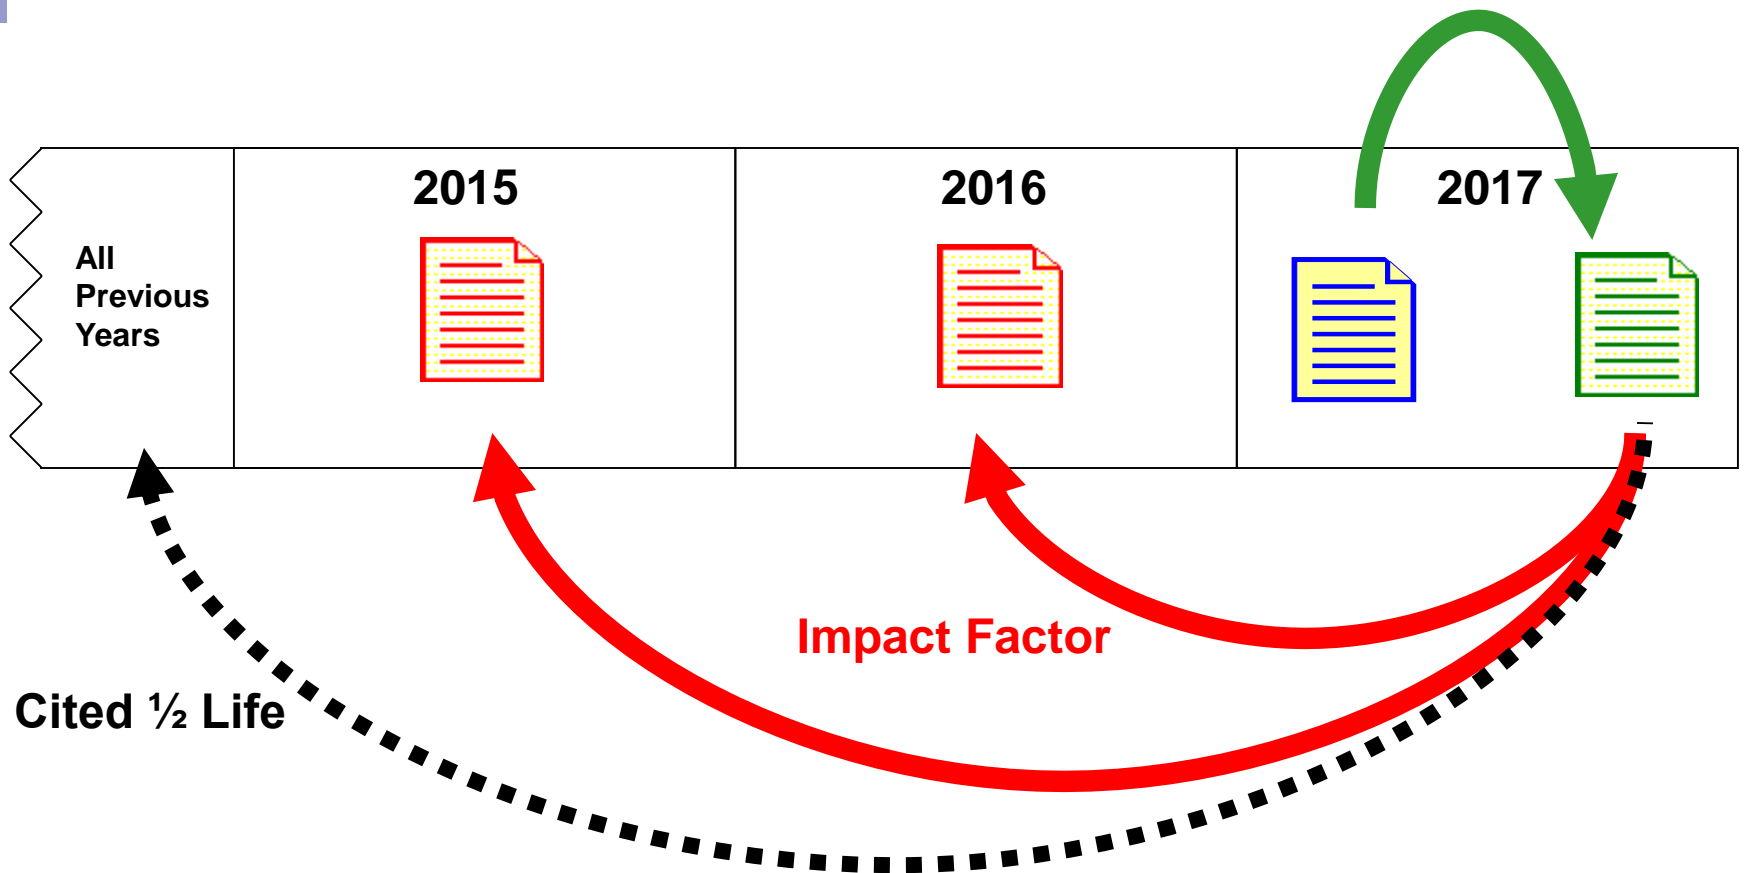 2015
2016
2017
All
Previous
Years
Impact Factor
Cited ½ Life